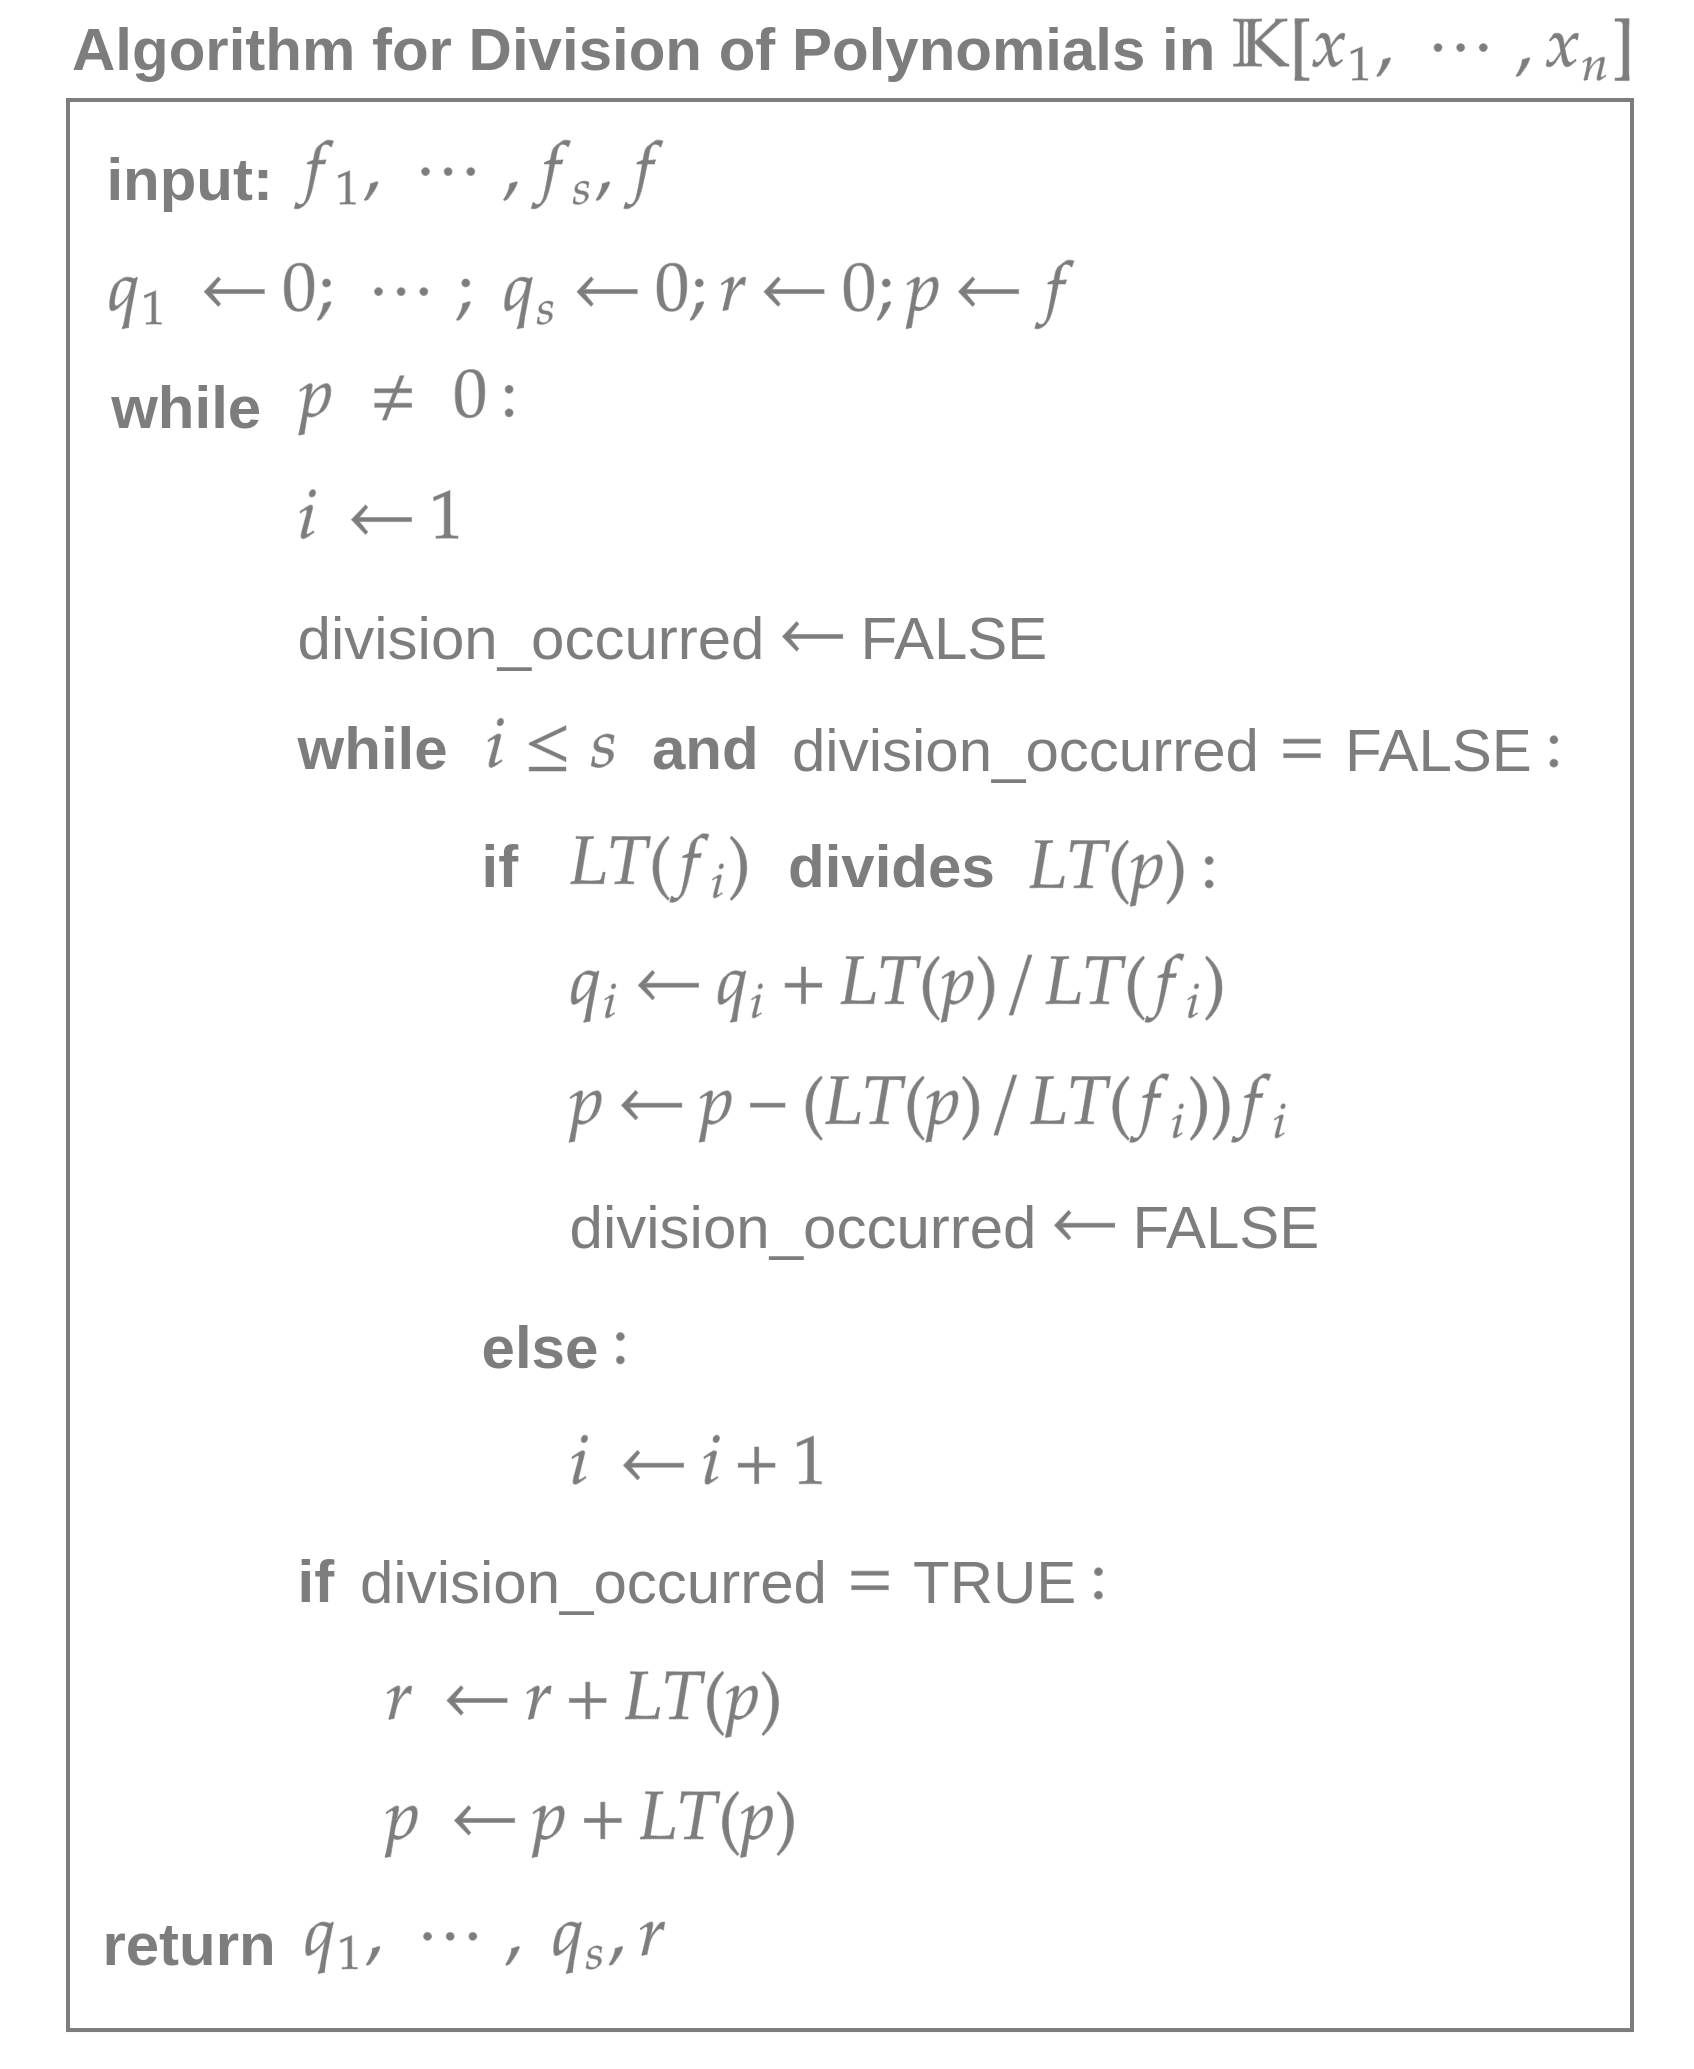 Algorithm for Division of Polynomials in 𝕂[x₁, ⋯ , xₙ]
input: f₁, ⋯ , fₛ, f
q₁ ← 0; ⋯ ; qₛ ← 0; r ← 0; p ← f
while p ≠ 0 :
i ← 1
division_occurred ← FALSE
while i ≤ s and division_occurred = FALSE :
if LT(fᵢ) divides LT(p) :
qᵢ ← qᵢ + LT(p) / LT(fᵢ)
p ← p − (LT(p) / LT(fᵢ))fᵢ
division_occurred ← FALSE
else :
i ← i + 1
if division_occurred = TRUE :
r ← r + LT(p)
p ← p + LT(p)
return q₁, ⋯ , qₛ, r